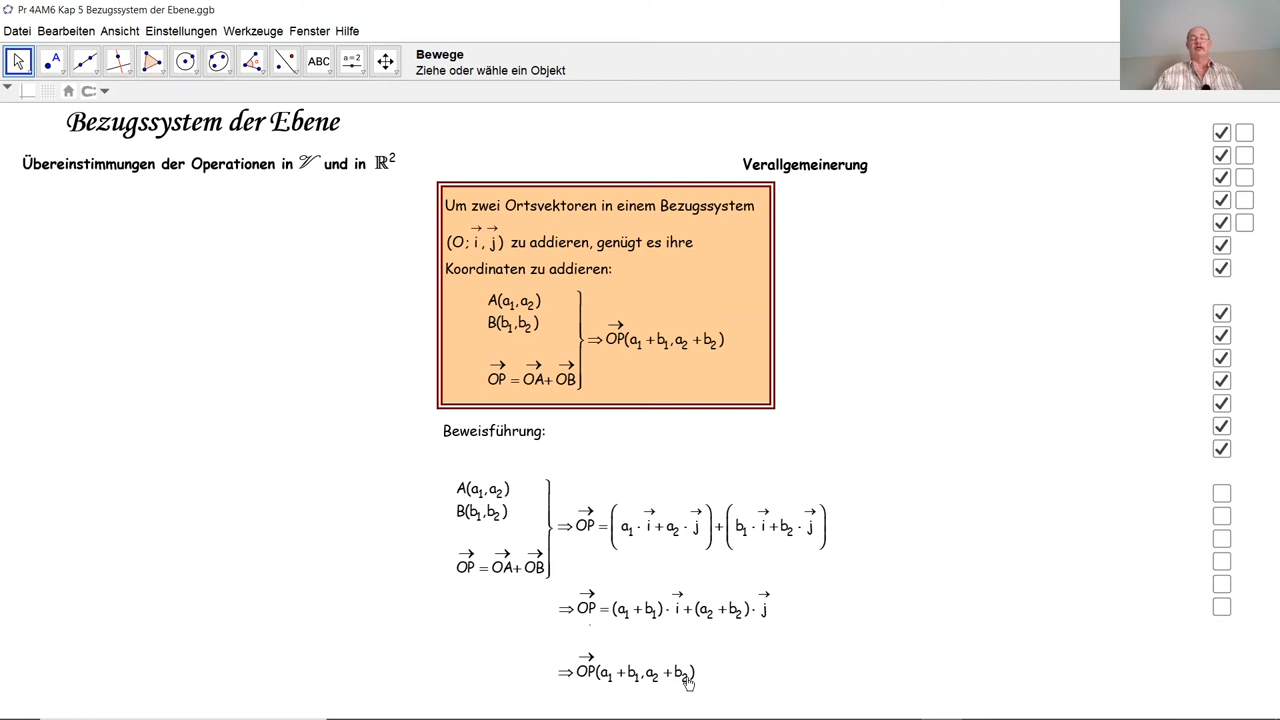 Pr 4AM6 Kap 5 Bezugssystem der Ebene.ggb
Datei Bearbeiten Ansicht Einstellungen Werkzeuge Fenster Hilfe
A
ABC
a=2
Bewege
Ziehe oder wähle ein Objekt
Bezugssystem der Ebene
Übereinstimmungen der Operationen in 𝒱 und in ℝ²
Verallgemeinerung
Um zwei Ortsvektoren in einem Bezugssystem
(O; i⃗, j⃗) zu addieren, genügt es ihre
Koordinaten zu addieren:
A(a₁,a₂)
B(b₁,b₂)
OP⃗ = OA⃗ + OB⃗
⇒ OP⃗(a₁+b₁,a₂+b₂)
Beweisführung:
A(a₁,a₂)
B(b₁,b₂)
OP⃗ = OA⃗ + OB⃗
⇒ OP⃗ = (a₁ · i⃗ + a₂ · j⃗) + (b₁ · i⃗ + b₂ · j⃗)
⇒ OP⃗ = (a₁ + b₁) · i⃗ + (a₂ + b₂) · j⃗
⇒ OP⃗(a₁+b₁,a₂+b₂)